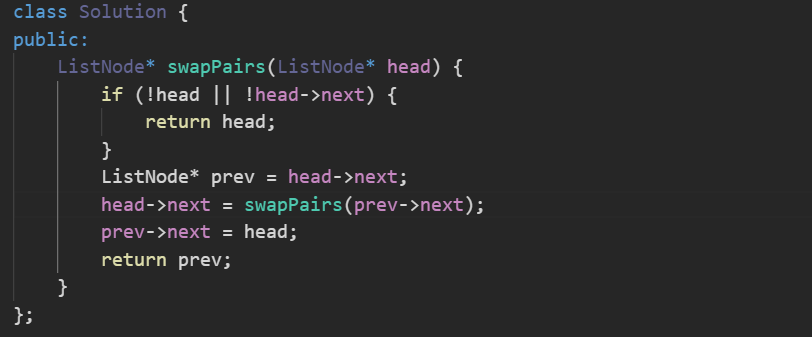 class Solution {
public:
    ListNode* swapPairs(ListNode* head) {
        if (!head || !head->next) {
            return head;
        }
        ListNode* prev = head->next;
        head->next = swapPairs(prev->next);
        prev->next = head;
        return prev;
    }
};